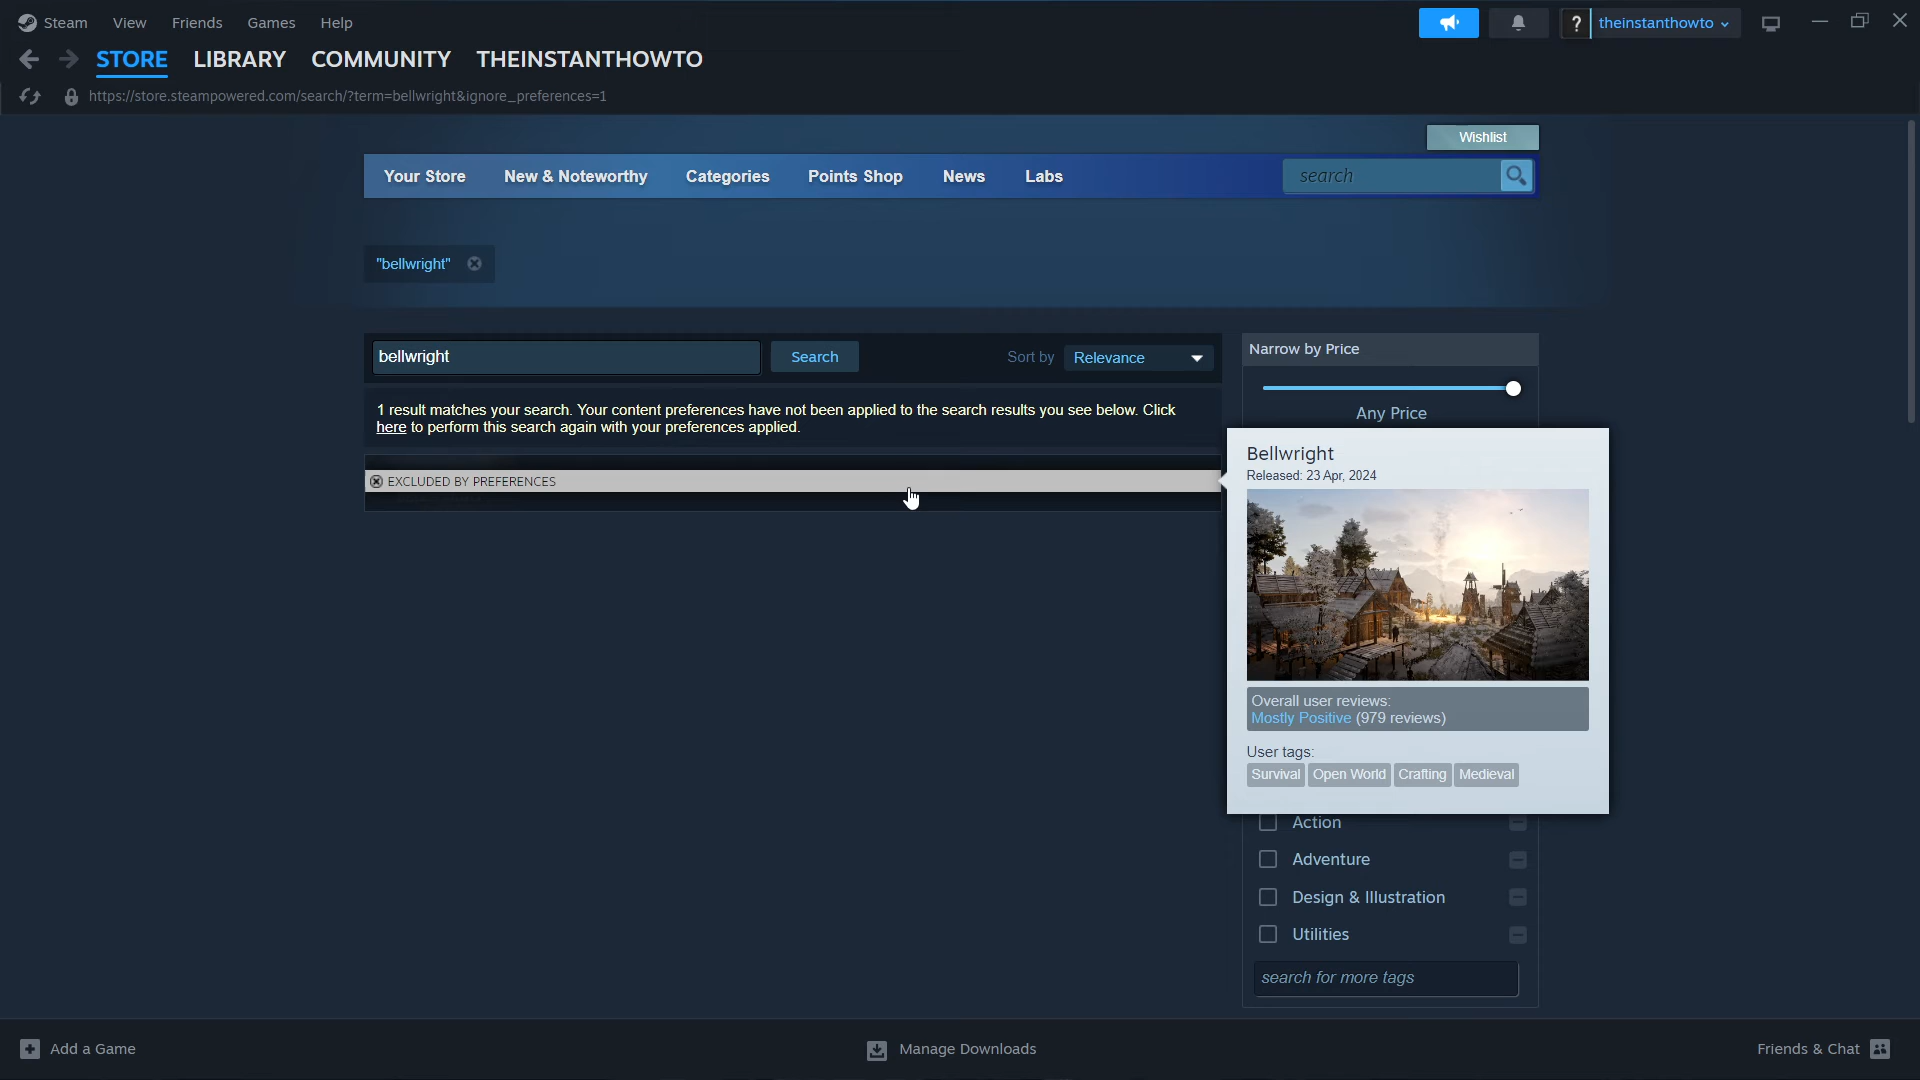 Steam View Friends Games Help
? theinstanthowto
STORE LIBRARY COMMUNITY THEINSTANTHOWTO
https://store.steampowered.com/search/?term=bellwright&ignore_preferences=1
Wishlist
Your Store New & Noteworthy Categories Points Shop News Labs search
"bellwright"
bellwright Search Sort by Relevance
1 result matches your search. Your content preferences have not been applied to the search results you see below. Click
here to perform this search again with your preferences applied.
EXCLUDED BY PREFERENCES
Narrow by Price
Any Price
Bellwright
Released: 23 Apr, 2024
Overall user reviews:
Mostly Positive (979 reviews)
User tags:
Survival Open World Crafting Medieval
Action
Adventure
Design & Illustration
Utilities
search for more tags
Add a Game Manage Downloads Friends & Chat